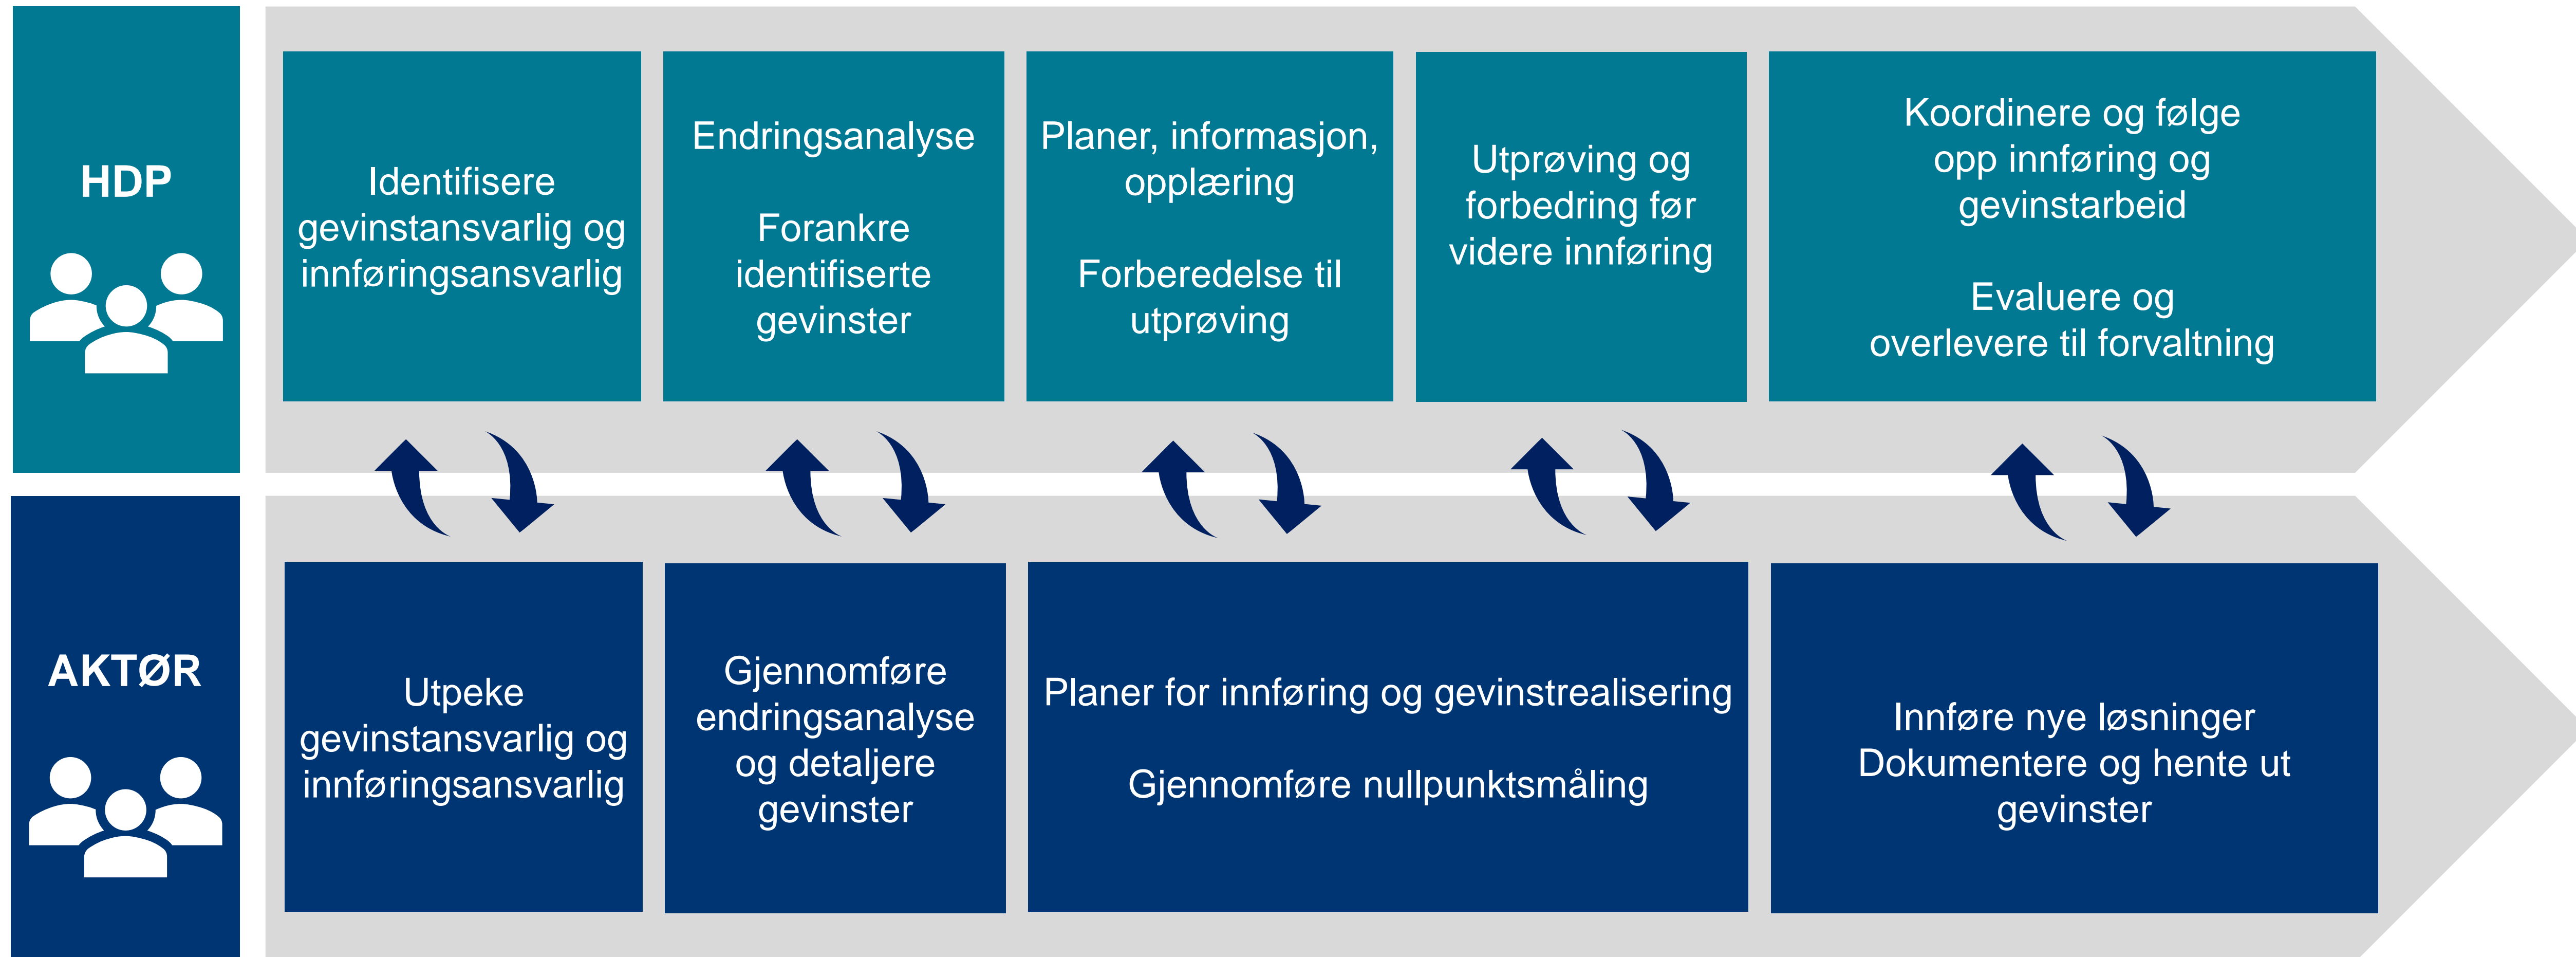 HDP
Identifisere
gevinstansvarlig og
innføringsansvarlig
Endringsanalyse
Forankre
identifiserte
gevinster
Planer, informasjon,
opplæring
Forberedelse til
utprøving
Utprøving og
forbedring før
videre innføring
Koordinere og følge
opp innføring og
gevinstarbeid
Evaluere og
overlevere til forvaltning
AKTØR
Utpeke
gevinstansvarlig og
innføringsansvarlig
Gjennomføre
endringsanalyse
og detaljere
gevinster
Planer for innføring og gevinstrealisering
Gjennomføre nullpunktsmåling
Innføre nye løsninger
Dokumentere og hente ut
gevinster